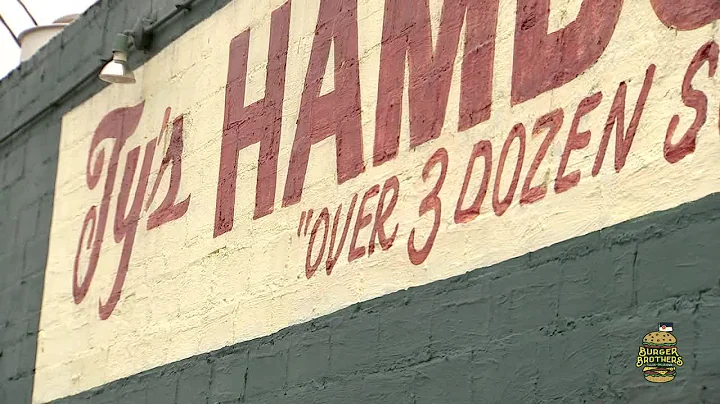 Ty's HAMB
"OVER 3 DOZEN S
BURGER
BROTHERS